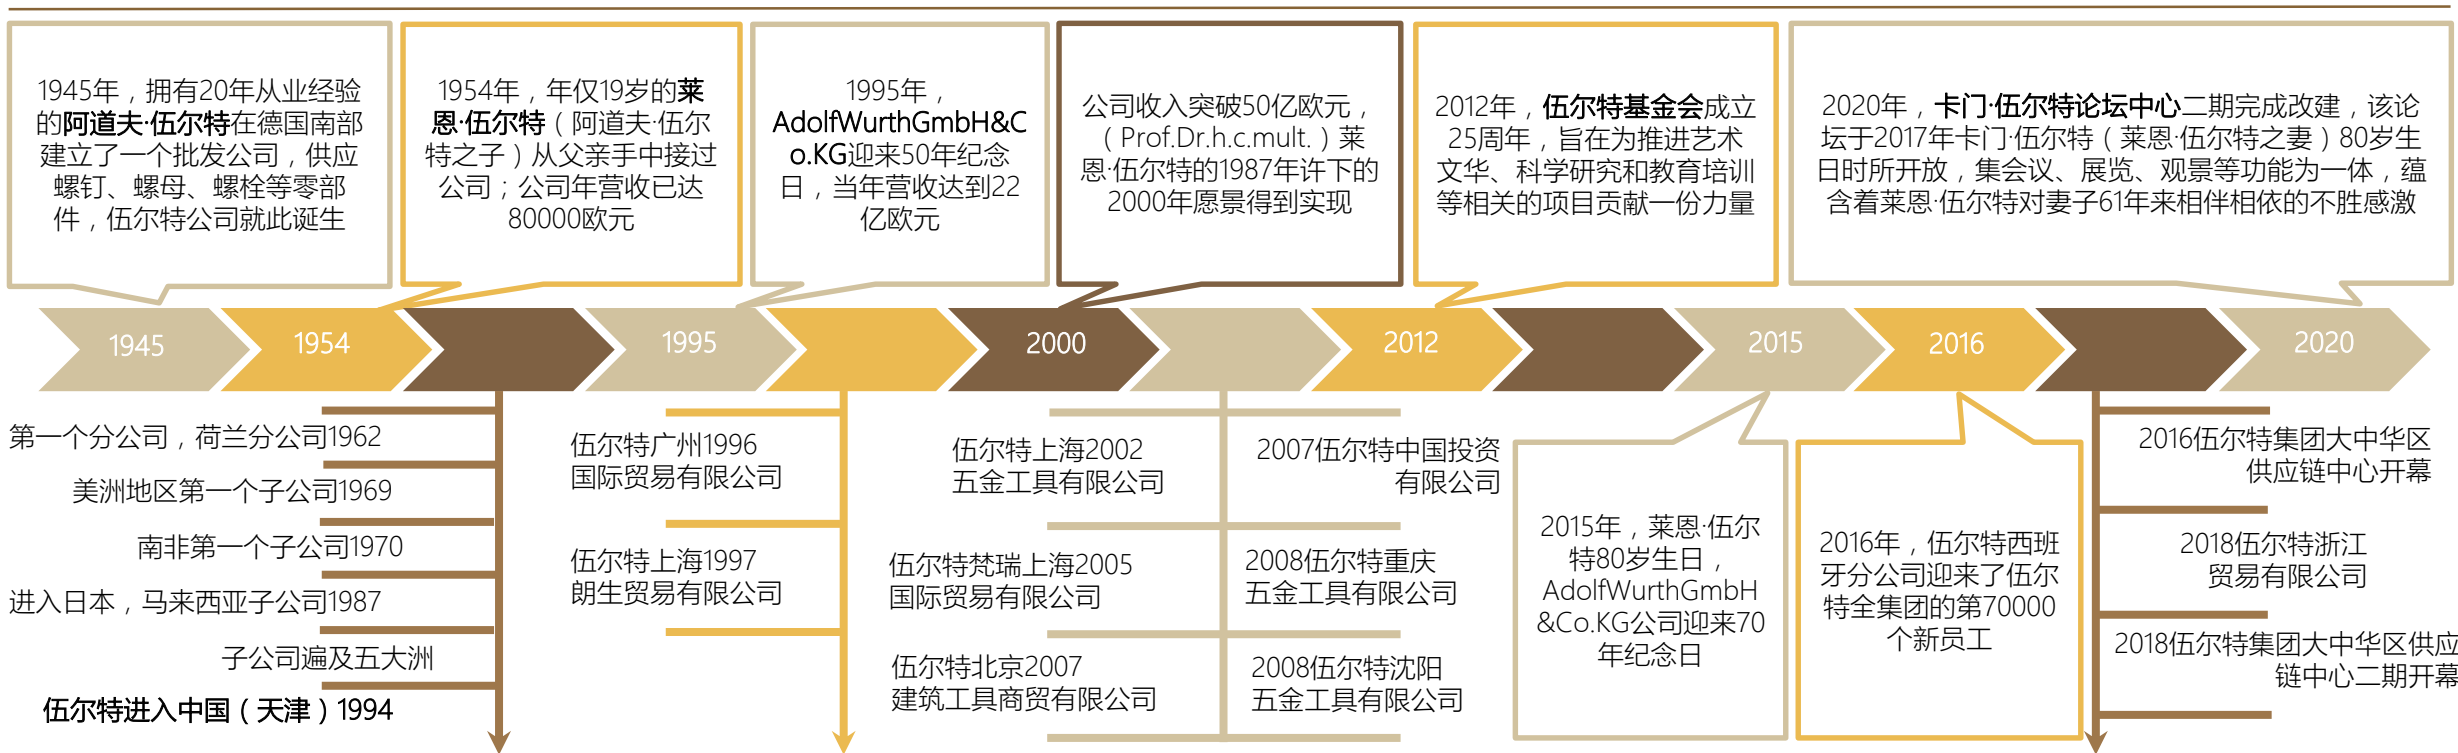 1945年，拥有20年从业经验
的阿道夫·伍尔特在德国南部
建立了一个批发公司，供应
螺钉、螺母、螺栓等零部
件，伍尔特公司就此诞生
1954年，年仅19岁的莱
恩·伍尔特（阿道夫·伍尔
特之子）从父亲手中接过
公司；公司年营收已达
80000欧元
1995年，
AdolfWurthGmbH&C
o.KG迎来50年纪念
日，当年营收达到22
亿欧元
公司收入突破50亿欧元，
（Prof.Dr.h.c.mult.）莱
恩·伍尔特的1987年许下的
2000年愿景得到实现
2012年，伍尔特基金会成立
25周年，旨在为推进艺术
文华、科学研究和教育培训
等相关的项目贡献一份力量
2020年，卡门·伍尔特论坛中心二期完成改建，该论
坛于2017年卡门·伍尔特（莱恩·伍尔特之妻）80岁生
日时所开放，集会议、展览、观景等功能为一体，蕴
含着莱恩·伍尔特对妻子61年来相伴相依的不胜感激
1945
1954
1995
2000
2012
2015
2016
2020
第一个分公司，荷兰分公司1962
美洲地区第一个子公司1969
南非第一个子公司1970
进入日本，马来西亚子公司1987
子公司遍及五大洲
伍尔特进入中国（天津）1994
伍尔特广州1996
国际贸易有限公司
伍尔特上海1997
朗生贸易有限公司
伍尔特上海2002
五金工具有限公司
伍尔特梵瑞上海2005
国际贸易有限公司
伍尔特北京2007
建筑工具商贸有限公司
2007伍尔特中国投资
有限公司
2008伍尔特重庆
五金工具有限公司
2008伍尔特沈阳
五金工具有限公司
2015年，莱恩·伍尔
特80岁生日，
AdolfWurthGmbH
&Co.KG公司迎来70
年纪念日
2016年，伍尔特西班
牙分公司迎来了伍尔
特全集团的第70000
个新员工
2016伍尔特集团大中华区
供应链中心开幕
2018伍尔特浙江
贸易有限公司
2018伍尔特集团大中华区供应
链中心二期开幕